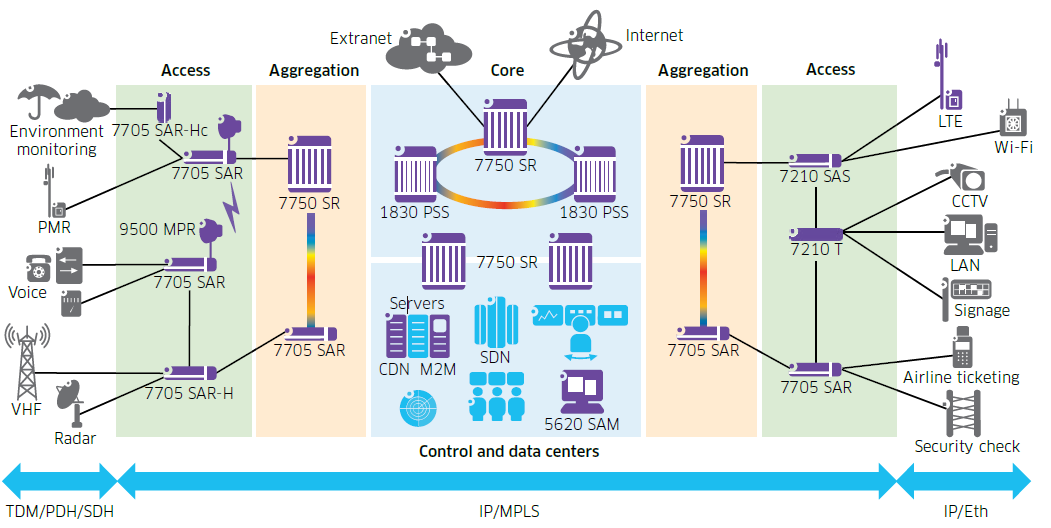 Extranet
Internet
Access
Aggregation
Core
Aggregation
Access
Environment
monitoring
7705 SAR-Hc
7705 SAR
PMR
7750 SR
7750 SR
1830 PSS
1830 PSS
7750 SR
7210 SAS
LTE
Wi-Fi
CCTV
9500 MPR
7705 SAR
Voice
7750 SR
7210 T
LAN
Signage
Servers
CDN
M2M
SDN
5620 SAM
7705 SAR
7705 SAR
VHF
Radar
7705 SAR-H
7705 SAR
Airline ticketing
Security check
Control and data centers
TDM/PDH/SDH
IP/MPLS
IP/Eth